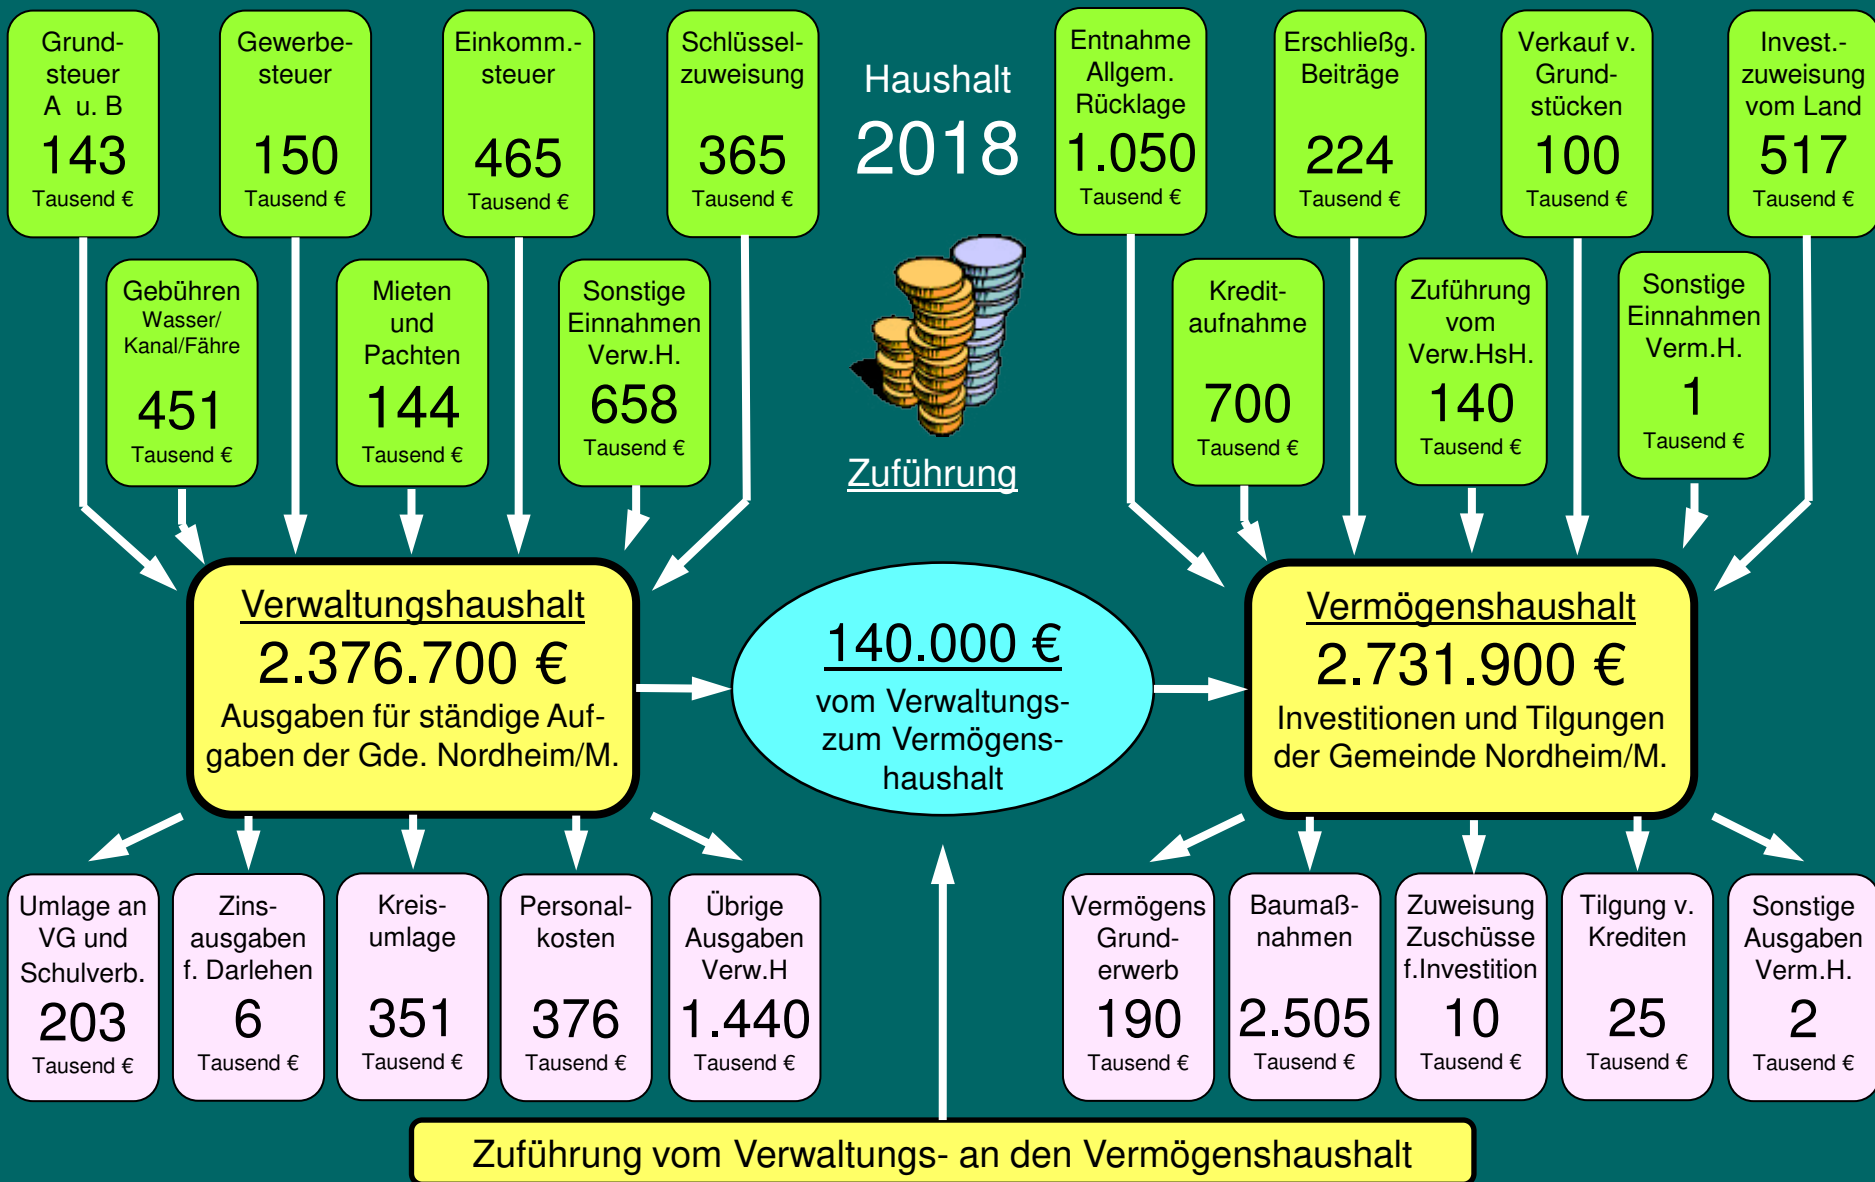 Grund-
steuer
A u. B
143
Tausend €
Gewerbe-
steuer
150
Tausend €
Einkomm.-
steuer
465
Tausend €
Schlüssel-
zuweisung
365
Tausend €
Haushalt
2018
Entnahme
Allgem.
Rücklage
1.050
Tausend €
Erschließg.
Beiträge
224
Tausend €
Verkauf v.
Grund-
stücken
100
Tausend €
Invest.-
zuweisung
vom Land
517
Tausend €
Gebühren
Wasser/
Kanal/Fähre
451
Tausend €
Mieten
und
Pachten
144
Tausend €
Sonstige
Einnahmen
Verw.H.
658
Tausend €
Zuführung
Kredit-
aufnahme
700
Tausend €
Zuführung
vom
Verw.HsH.
140
Tausend €
Sonstige
Einnahmen
Verm.H.
1
Tausend €
Verwaltungshaushalt
2.376.700 €
Ausgaben für ständige Auf-
gaben der Gde. Nordheim/M.
140.000 €
vom Verwaltungs-
zum Vermögens-
haushalt
Vermögenshaushalt
2.731.900 €
Investitionen und Tilgungen
der Gemeinde Nordheim/M.
Umlage an
VG und
Schulverb.
203
Tausend €
Zins-
ausgaben
f. Darlehen
6
Tausend €
Kreis-
umlage
351
Tausend €
Personal-
kosten
376
Tausend €
Übrige
Ausgaben
Verw.H
1.440
Tausend €
Vermögens
Grund-
erwerb
190
Tausend €
Baumaß-
nahmen
2.505
Tausend €
Zuweisung
Zuschüsse
f.Investition
10
Tausend €
Tilgung v.
Krediten
25
Tausend €
Sonstige
Ausgaben
Verm.H.
2
Tausend €
Zuführung vom Verwaltungs- an den Vermögenshaushalt